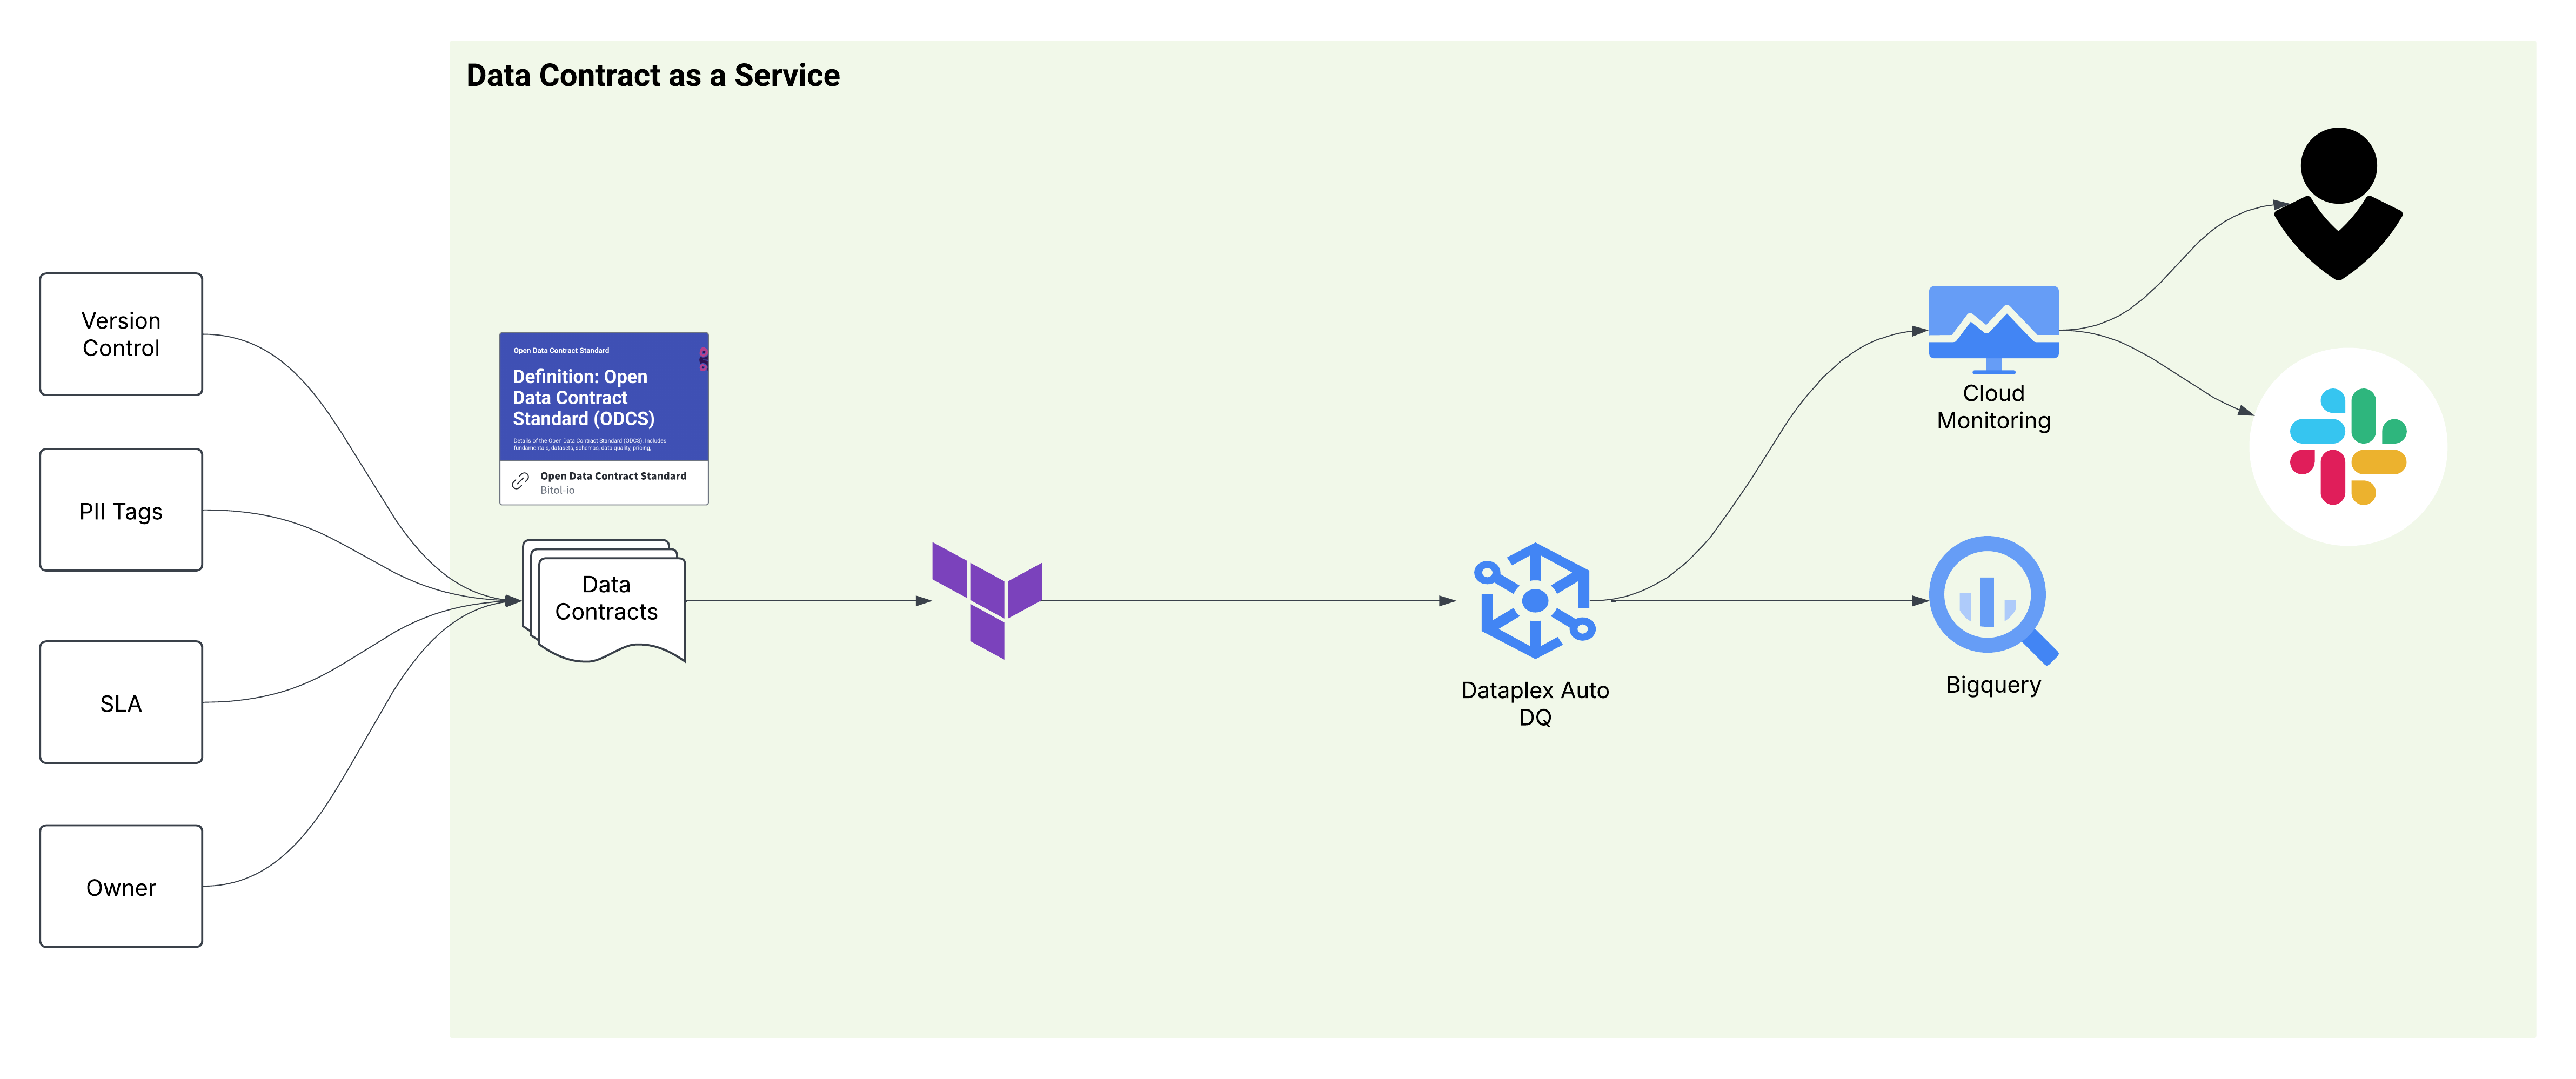 Data Contract as a Service
Version
Control
PII Tags
SLA
Owner
Open Data Contract Standard
Definition: Open
Data Contract
Standard (ODCS)
Details of the Open Data Contract Standard (ODCS). Includes
fundamentals, datasets, schemas, data quality, pricing,
Open Data Contract Standard
Bitol-io
Data
Contracts
Dataplex Auto
DQ
Cloud
Monitoring
Bigquery